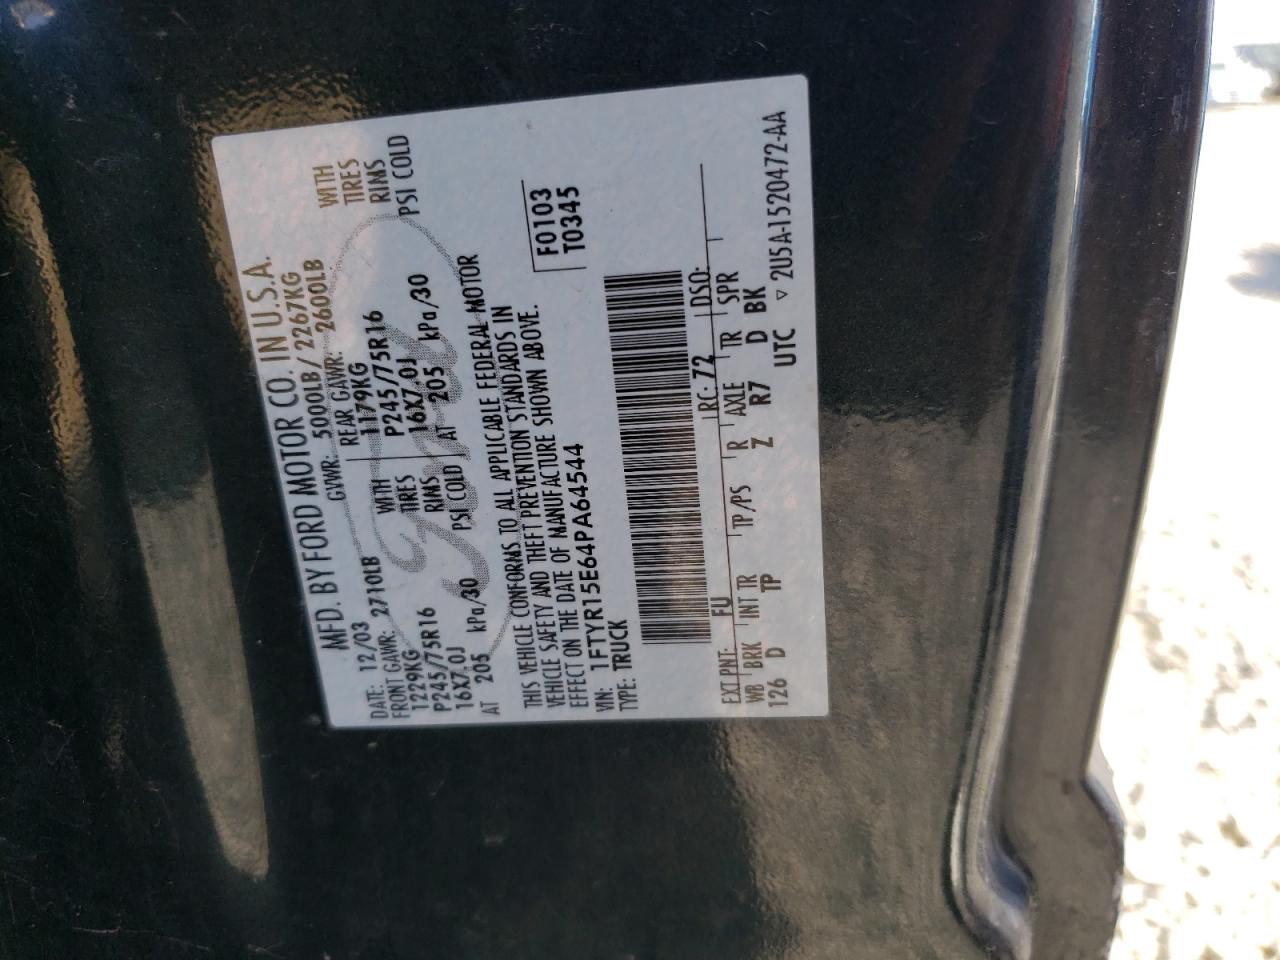 MFD. BY FORD MOTOR CO. IN U.S.A.
DATE: 12/03 GVWR: 5000LB/2267KG
FRONT GAWR: 2710LB REAR GAWR: 2600LB
1229KG WITH 1179KG WITH
P245/75R16 TIRES P245/75R16 TIRES
16X7.0J RIMS 16X7.0J RIMS
AT 205 kPa/30 PSI COLD AT 205 kPa/30 PSI COLD
THIS VEHICLE CONFORMS TO ALL APPLICABLE FEDERAL MOTOR
VEHICLE SAFETY AND THEFT PREVENTION STANDARDS IN
EFFECT ON THE DATE OF MANUFACTURE SHOWN ABOVE.
VIN: 1FTYR15E64PA64544
TYPE: TRUCK
F0103
T0345
EXT PNT: FU RC: 72 DSO:
WB BRK INT TR TP/PS R AXLE TR SPR
126 D TP Z R7 D BK
UTC ▽ 2U5A-1520472-AA